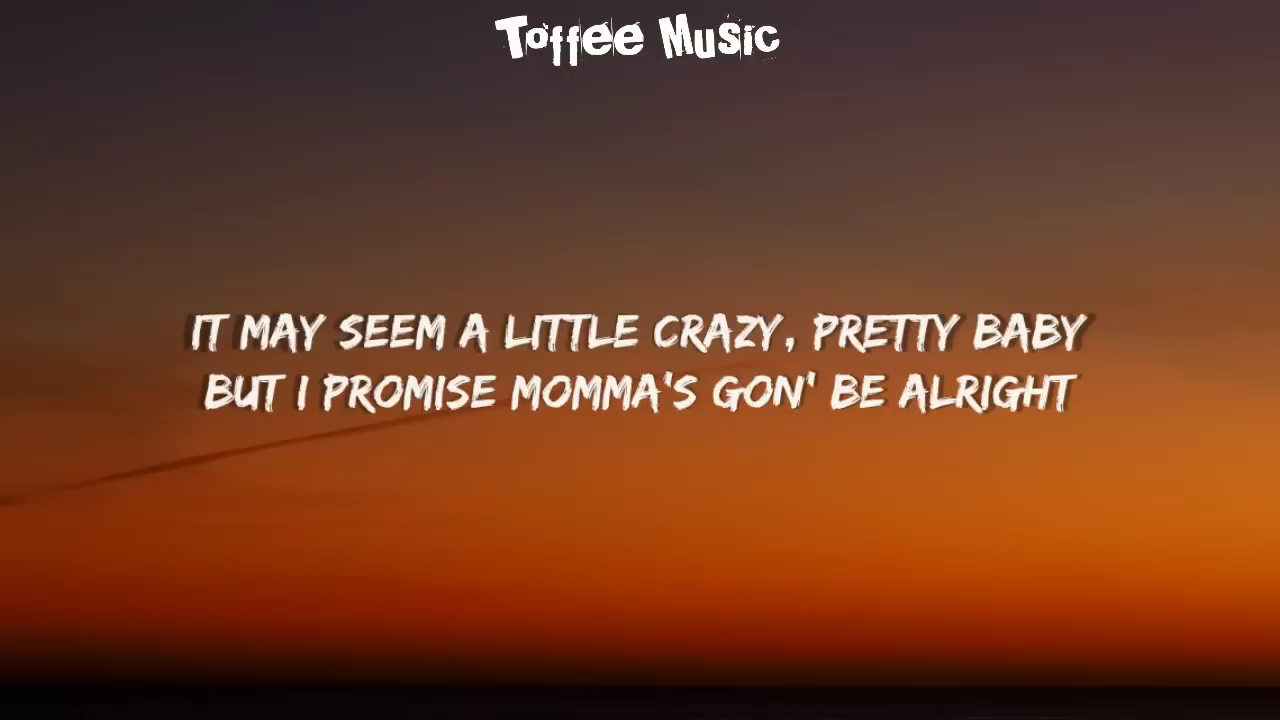 Toffee Music
IT MAY SEEM A LITTLE CRAZY, PRETTY BABY
BUT I PROMISE MOMMA'S GON' BE ALRIGHT